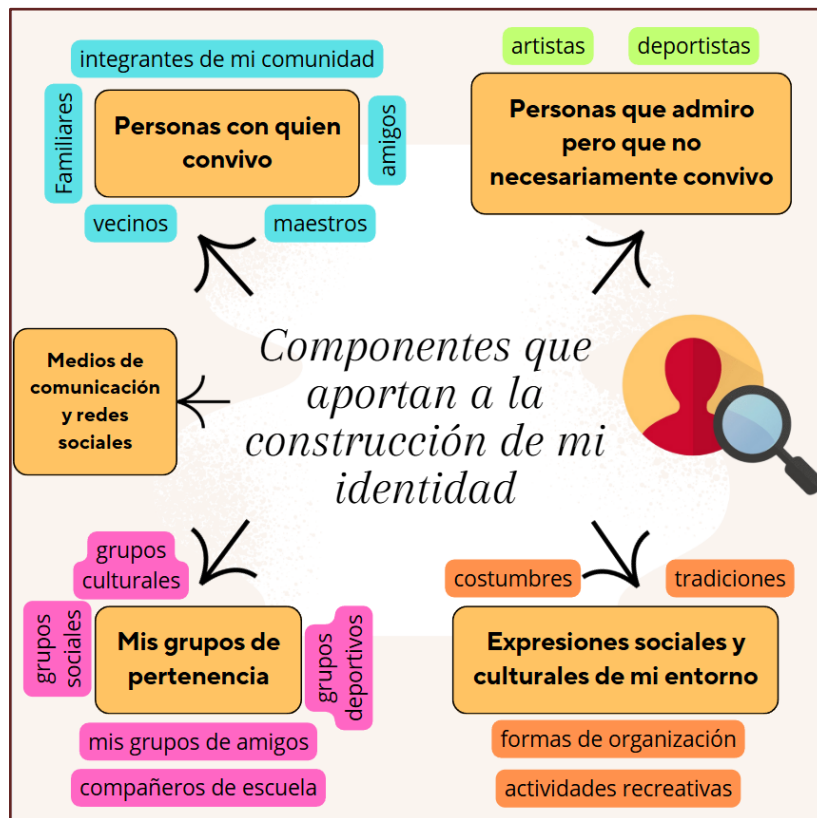 integrantes de mi comunidad
Familiares
Personas con quien
convivo
amigos
vecinos
maestros
artistas
deportistas
Personas que admiro
pero que no
necesariamente convivo
Medios de
comunicación
y redes
sociales
Componentes que
aportan a la
construcción de mi
identidad
grupos
culturales
grupos
sociales
Mis grupos de
pertenencia
grupos
deportivos
mis grupos de amigos
compañeros de escuela
costumbres
tradiciones
Expresiones sociales y
culturales de mi entorno
formas de organización
actividades recreativas